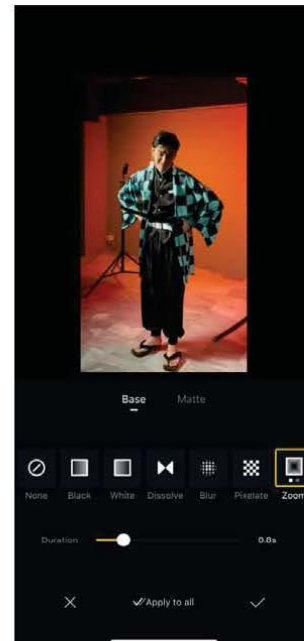 Base Matte
None Black White Dissolve Blur Pixelate Zoom
Duration 0.8s
Apply to all